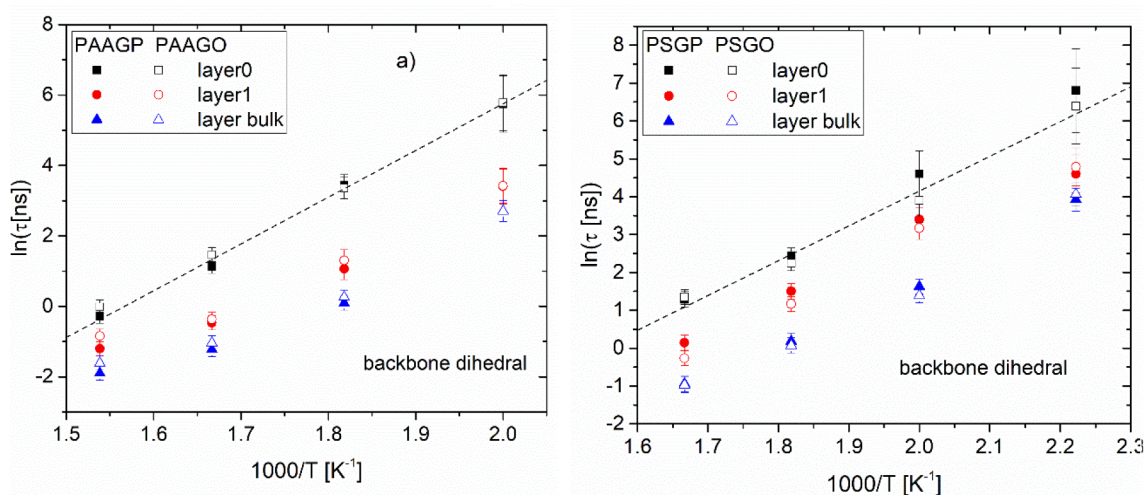 PAAGP PAAGO
layer0
layer1
layer bulk
a)
backbone dihedral
ln(τ[ns])
8
6
4
2
0
-2
1.5 1.6 1.7 1.8 1.9 2.0
1000/T [K⁻¹]
PSGP PSGO
layer0
layer1
layer bulk
backbone dihedral
ln(τ [ns])
8
7
6
5
4
3
2
1
0
-1
-2
1.6 1.7 1.8 1.9 2.0 2.1 2.2 2.3
1000/T [K⁻¹]